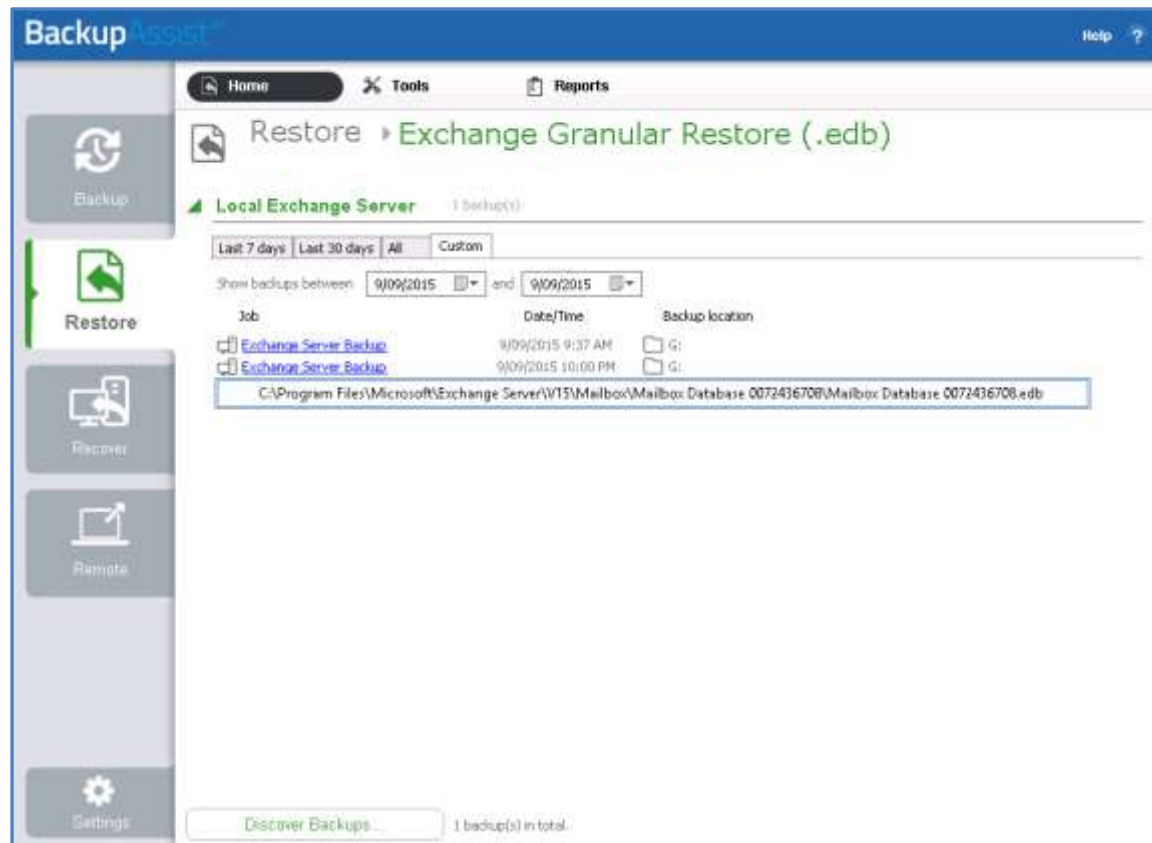 BackupAssist™
Help ?
Home Tools Reports
Restore Exchange Granular Restore (.edb)
Backup
Local Exchange Server 1 backup(s)
Last 7 days Last 30 days All Custom
Show backups between 9/09/2015 and 9/09/2015
Restore
Job Date/Time Backup location
Exchange Server Backup 9/09/2015 9:37 AM G:
Exchange Server Backup 9/09/2015 10:00 PM G:
C:\Program Files\Microsoft\Exchange Server\V15\Mailbox\Mailbox Database 0072436708\Mailbox Database 0072436708.edb
Recover
Remote
Settings
Discover Backups... 1 backup(s) in total.